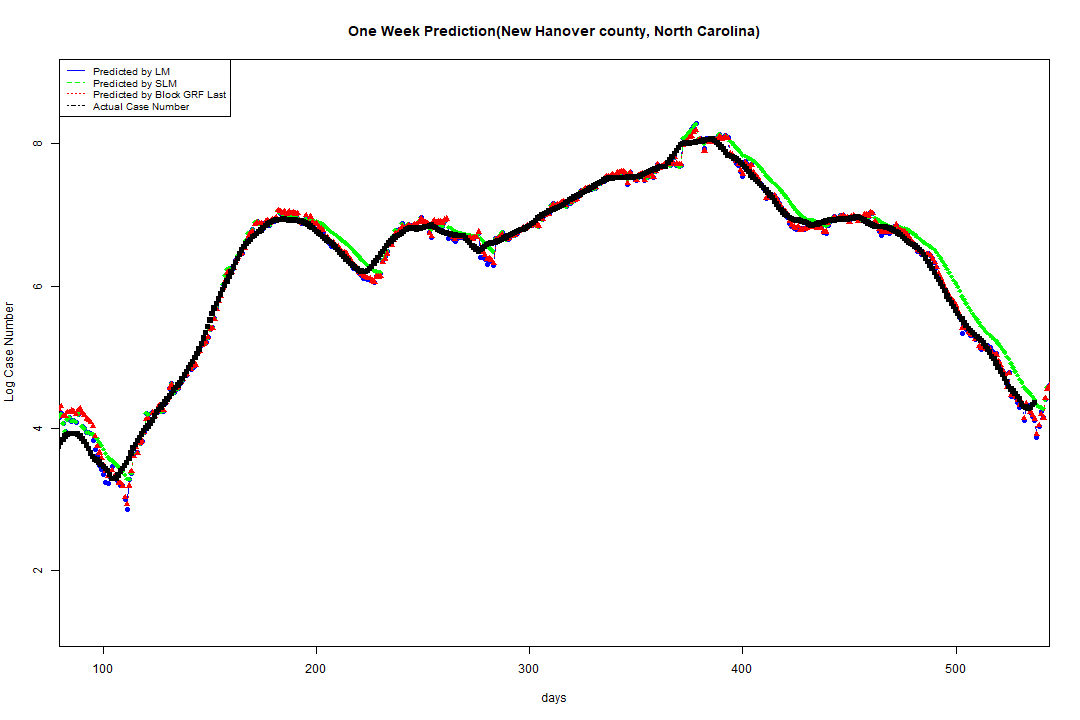 One Week Prediction(New Hanover county, North Carolina)
Predicted by LM
Predicted by SLM
Predicted by Block GRF Last
Actual Case Number
8
6
4
2
Log Case Number
100 200 300 400 500
days